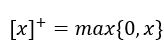 [x]⁺ = max{0, x}